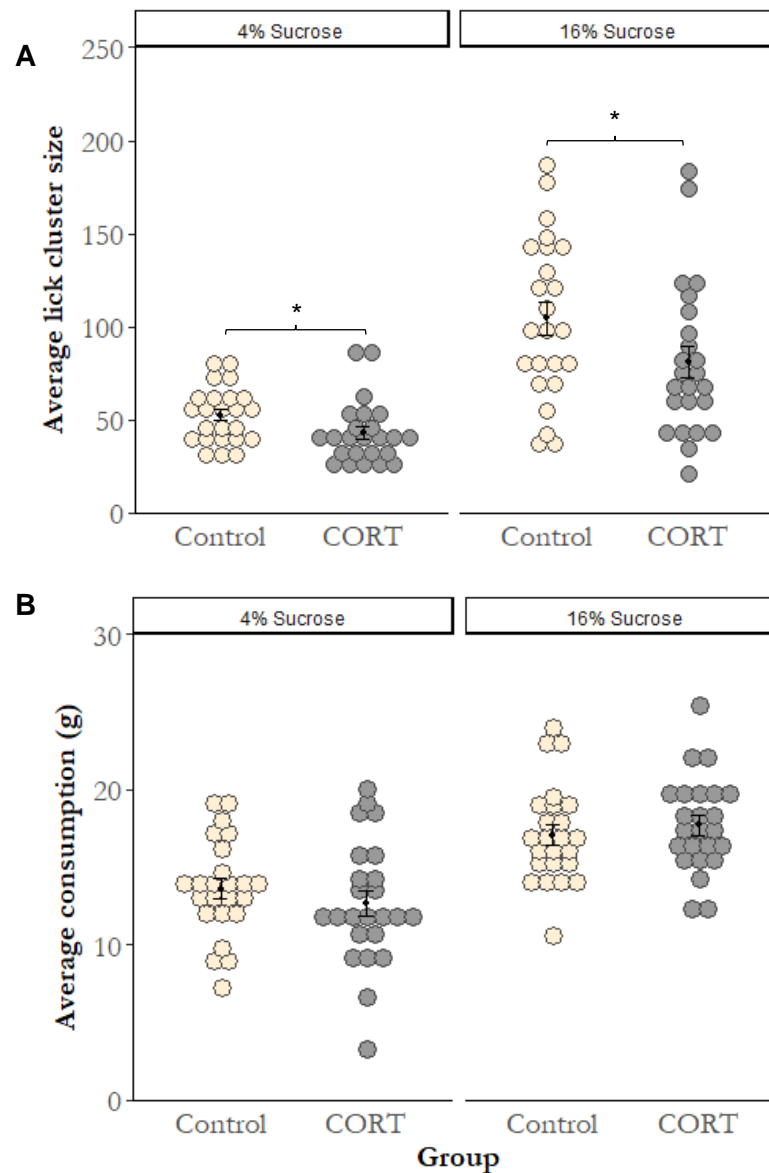 4% Sucrose 16% Sucrose
A
250
200
150
100
50
0
Average lick cluster size
*
*
Control CORT Control CORT
B
4% Sucrose 16% Sucrose
30
20
10
0
Average consumption (g)
Control CORT Control CORT
Group